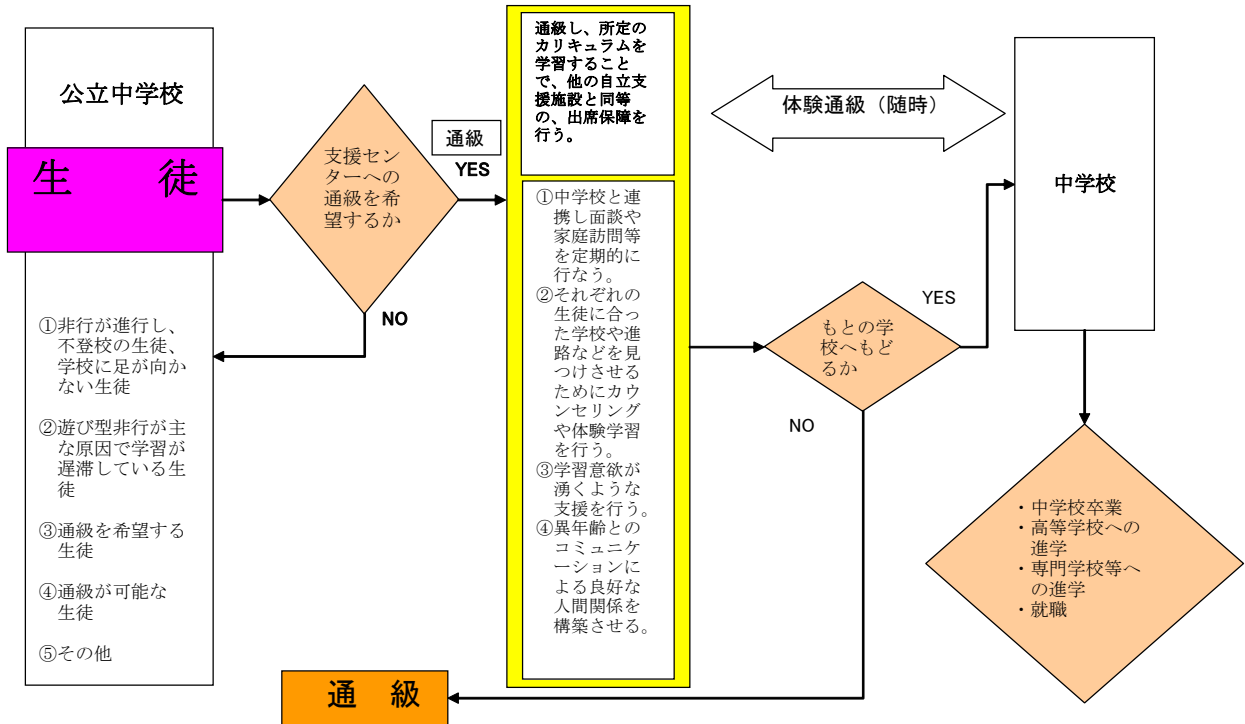 公立中学校
生　徒
①非行が進行し、
不登校の生徒、
学校に足が向か
ない生徒
②遊び型非行が主
な原因で学習が
遅滞している生
徒
③通級を希望する
生徒
④通級が可能な
生徒
⑤その他
支援セン
ターへの
通級を希
望するか
通級
YES
NO
通級し、所定の
カリキュラムを
学習すること
で、他の自立支
援施設と同等
の、出席保障を
行う。
①中学校と連
携し面談や
家庭訪問等
を定期的に
行なう。
②それぞれの
生徒に合っ
た学校や進
路などを見
つけさせる
ためにカウ
ンセリング
や体験学習
を行う。
③学習意欲が
湧くような
支援を行う。
④異年齢との
コミュニケ
ーションに
よる良好な
人間関係を
構築させる。
体験通級（随時）
もとの学
校へもど
るか
YES
NO
通　級
中学校
・中学校卒業
・高等学校への
進学
・専門学校等へ
の進学
・就職